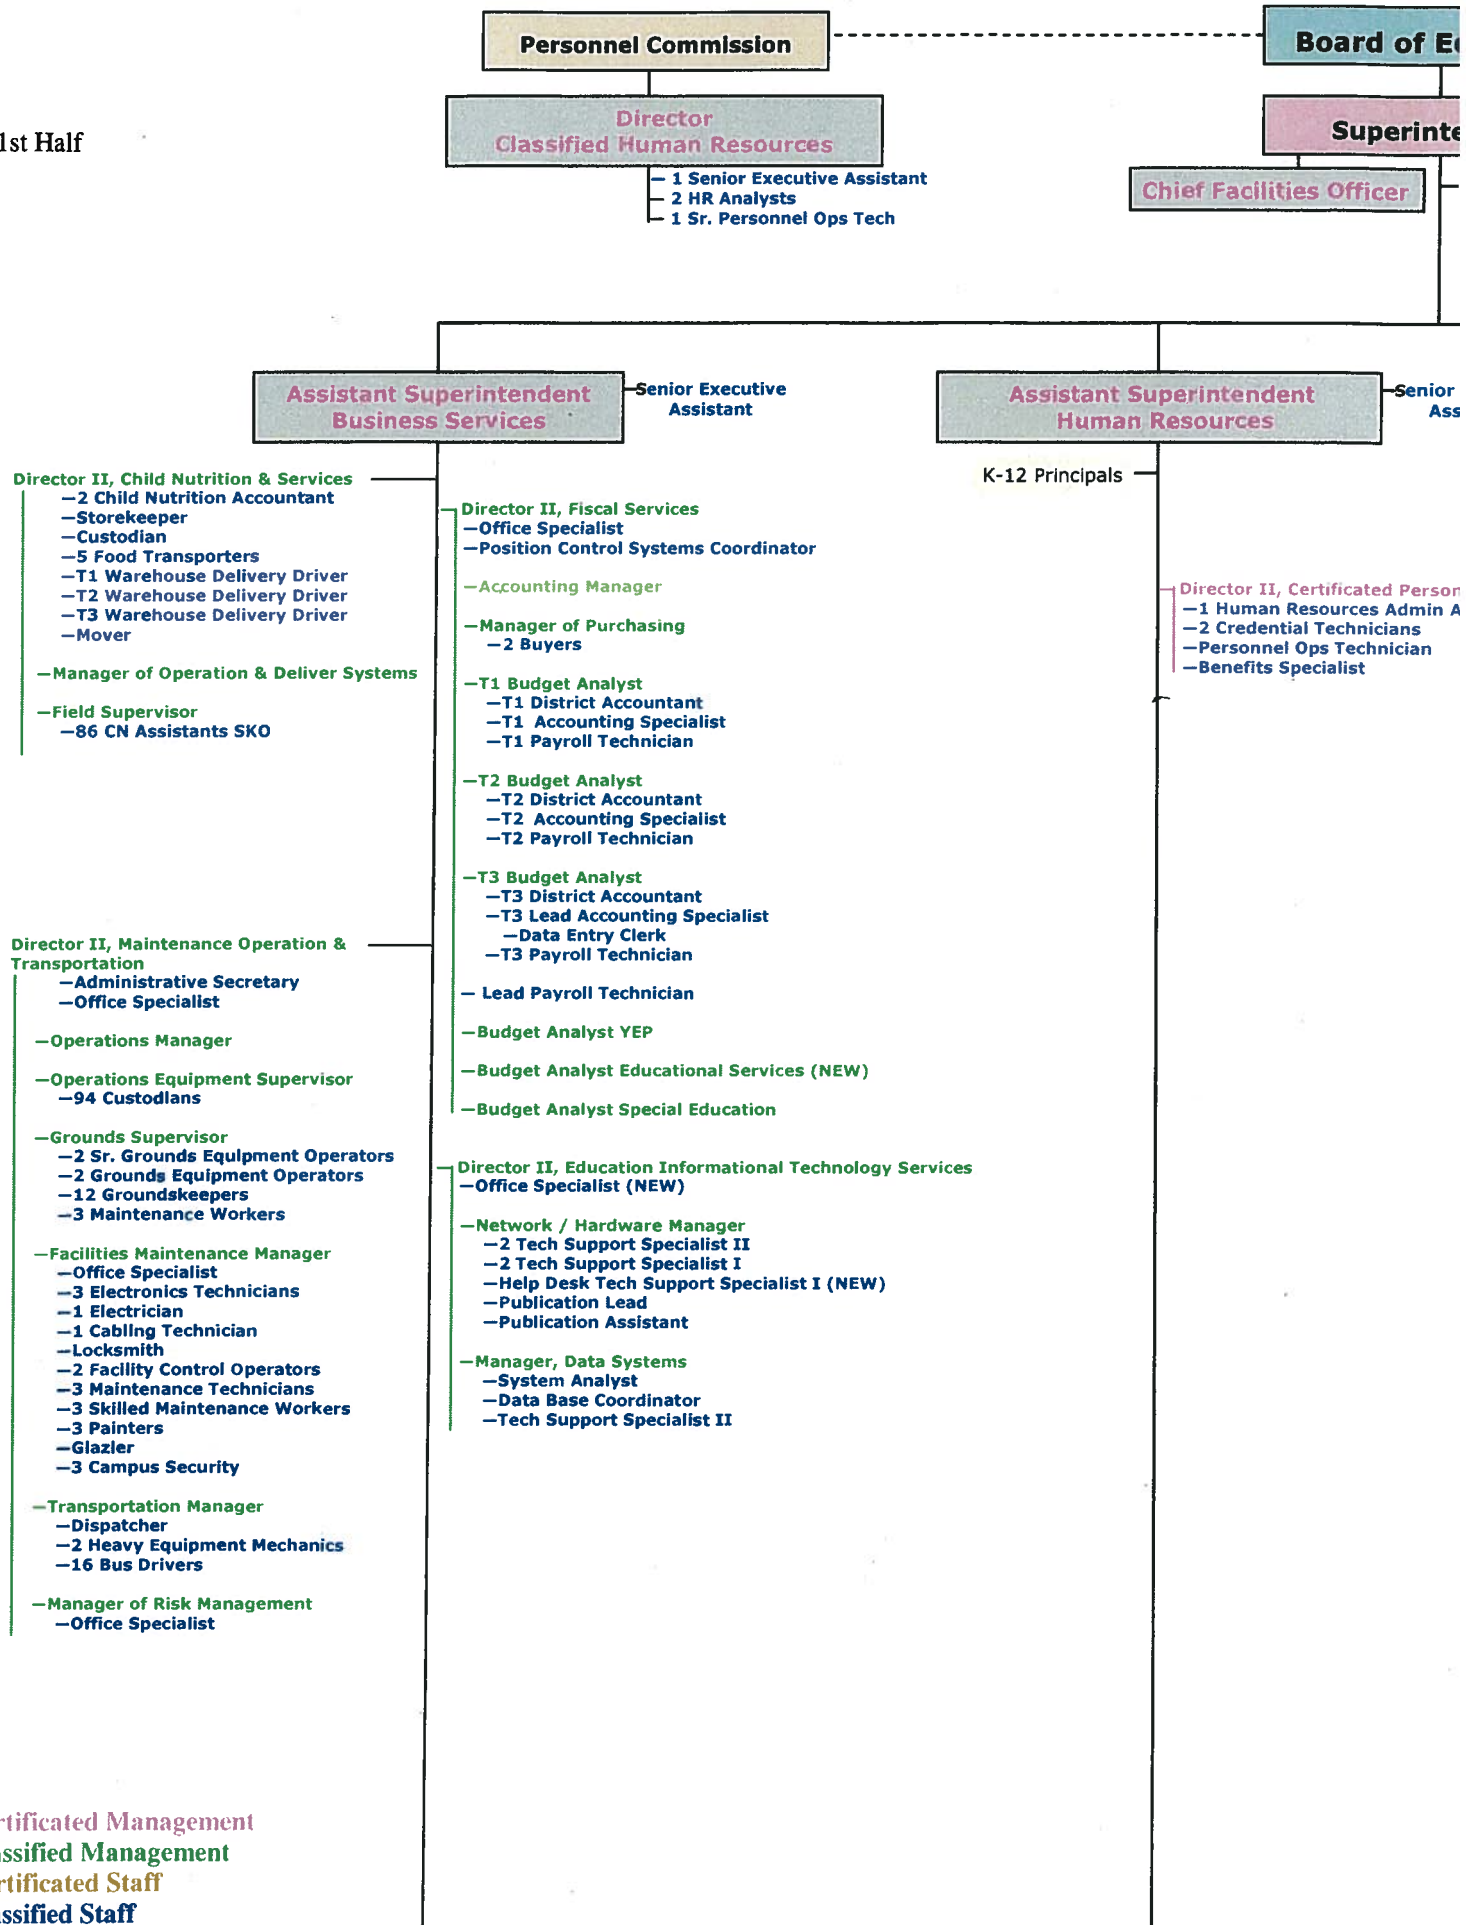 Personnel Commission
Board of
1st Half
Director
Classified Human Resources
— 1 Senior Executive Assistant
— 2 HR Analysts
— 1 Sr. Personnel Ops Tech
Chief Facilities Officer
Assistant Superintendent
Business Services
Senior Executive
Assistant
Assistant Superintendent
Human Resources
Senior
K-12 Principals
Director II, Child Nutrition & Services
—2 Child Nutrition Accountant
—Storekeeper
—Custodian
—5 Food Transporters
—T1 Warehouse Delivery Driver
—T2 Warehouse Delivery Driver
—T3 Warehouse Delivery Driver
—Mover
—Manager of Operation & Deliver Systems
—Field Supervisor
—86 CN Assistants SKO
Director II, Maintenance Operation &
Transportation
—Administrative Secretary
—Office Specialist
—Operations Manager
—Operations Equipment Supervisor
—94 Custodians
—Grounds Supervisor
—2 Sr. Grounds Equipment Operators
—2 Grounds Equipment Operators
—12 Groundskeepers
—3 Maintenance Workers
—Facilities Maintenance Manager
—Office Specialist
—3 Electronics Technicians
—1 Electrician
—1 Cabling Technician
—Locksmith
—2 Facility Control Operators
—3 Maintenance Technicians
—3 Skilled Maintenance Workers
—3 Painters
—Glazier
—3 Campus Security
—Transportation Manager
—Dispatcher
—2 Heavy Equipment Mechanics
—16 Bus Drivers
—Manager of Risk Management
—Office Specialist
Director II, Fiscal Services
—Office Specialist
—Position Control Systems Coordinator
—Accounting Manager
—Manager of Purchasing
—2 Buyers
—T1 Budget Analyst
—T1 District Accountant
—T1 Accounting Specialist
—T1 Payroll Technician
—T2 Budget Analyst
—T2 District Accountant
—T2 Accounting Specialist
—T2 Payroll Technician
—T3 Budget Analyst
—T3 District Accountant
—T3 Lead Accounting Specialist
—Data Entry Clerk
—T3 Payroll Technician
— Lead Payroll Technician
—Budget Analyst YEP
—Budget Analyst Educational Services (NEW)
—Budget Analyst Special Education
Director II, Education Informational Technology Services
—Office Specialist (NEW)
—Network / Hardware Manager
—2 Tech Support Specialist II
—2 Tech Support Specialist I
—Help Desk Tech Support Specialist I (NEW)
—Publication Lead
—Publication Assistant
—Manager, Data Systems
—System Analyst
—Data Base Coordinator
—Tech Support Specialist II
Director II, Certificated
—1 Human Resources Admin
—2 Credential Technicians
—Personnel Ops Technician
—Benefits Specialist
Management
Management
Staff
Staff